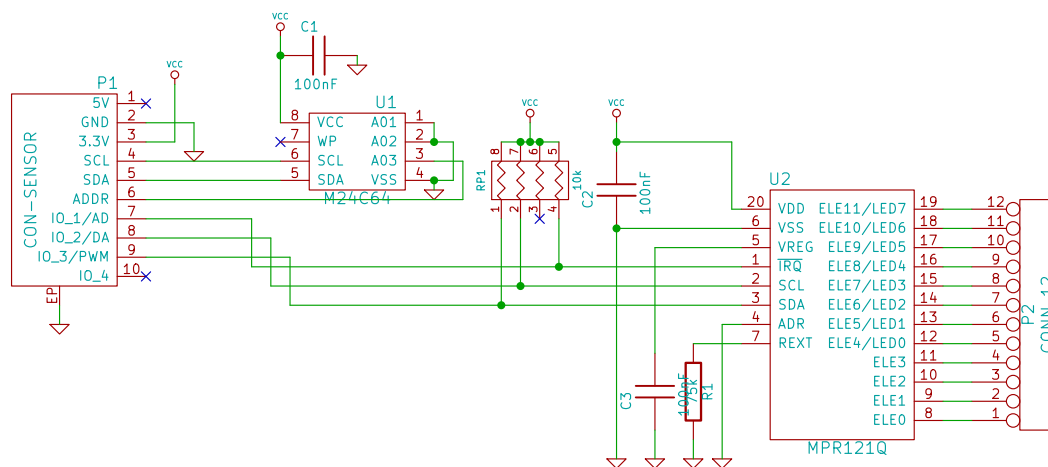 P1
CON-SENSOR
5V 1
GND 2
3.3V 3
SCL 4
SDA 5
ADDR 6
IO_1/AD 7
IO_2/DA 8
IO_3/PWM 9
IO_4 10
EP
VCC
VCC
C1
100nF
U1
8 VCC A01 1
7 WP A02 2
6 SCL A03 3
5 SDA VSS 4
M24C64
VCC
8 7 6 5
RP1
10k
1 2 3 4
VCC
C2
100nF
C3
100nF
75k
R1
U2
20 VDD ELE11/LED7 19
6 VSS ELE10/LED6 18
5 VREG ELE9/LED5 17
1 IRQ ELE8/LED4 16
2 SCL ELE7/LED3 15
3 SDA ELE6/LED2 14
4 ADR ELE5/LED1 13
7 REXT ELE4/LED0 12
ELE3 11
ELE2 10
ELE1 9
ELE0 8
MPR121Q
12
11
10
9
8
7
6
5
4
3
2
1
P2
CONN_12